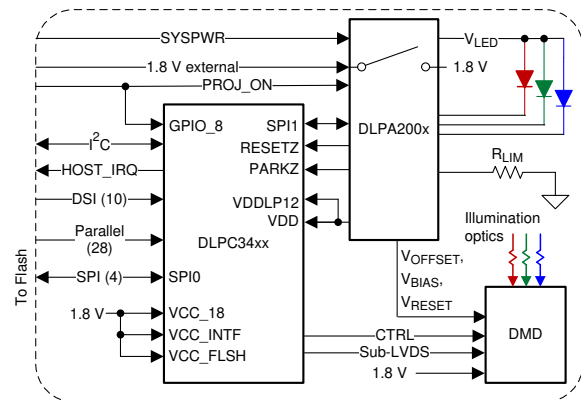 SYSPWR
1.8 V external
PROJ_ON
VLED
1.8 V
DLPA200x
GPIO_8
SPI1
I2C
RESETZ
HOST_IRQ
PARKZ
RLIM
DSI (10)
VDDLP12
VDD
Parallel
(28)
DLPC34xx
Illumination
optics
To Flash
SPI (4)
SPI0
VOFFSET,
VBIAS,
VRESET
1.8 V
VCC_18
VCC_INTF
VCC_FLSH
CTRL
Sub-LVDS
1.8 V
DMD